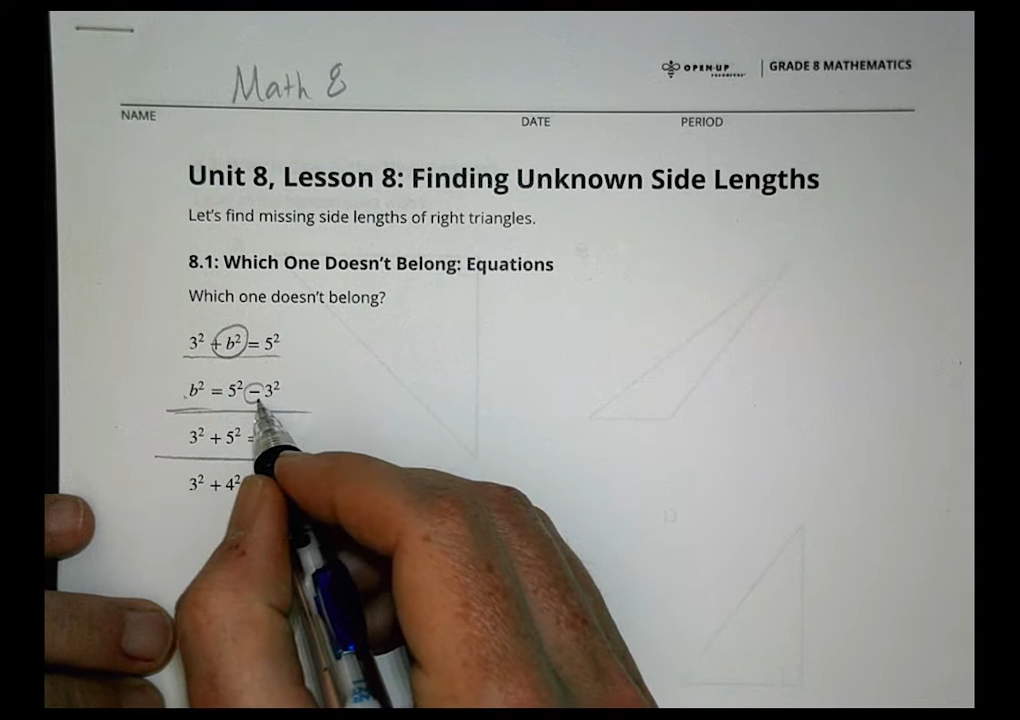 Math 8
OPEN-UP
GRADE 8 MATHEMATICS
NAME
DATE
PERIOD
Unit 8, Lesson 8: Finding Unknown Side Lengths
Let's find missing side lengths of right triangles.
8.1: Which One Doesn't Belong: Equations
Which one doesn't belong?
3² + b² = 5²
b² = 5² − 3²
3² + 5² =
3² + 4²